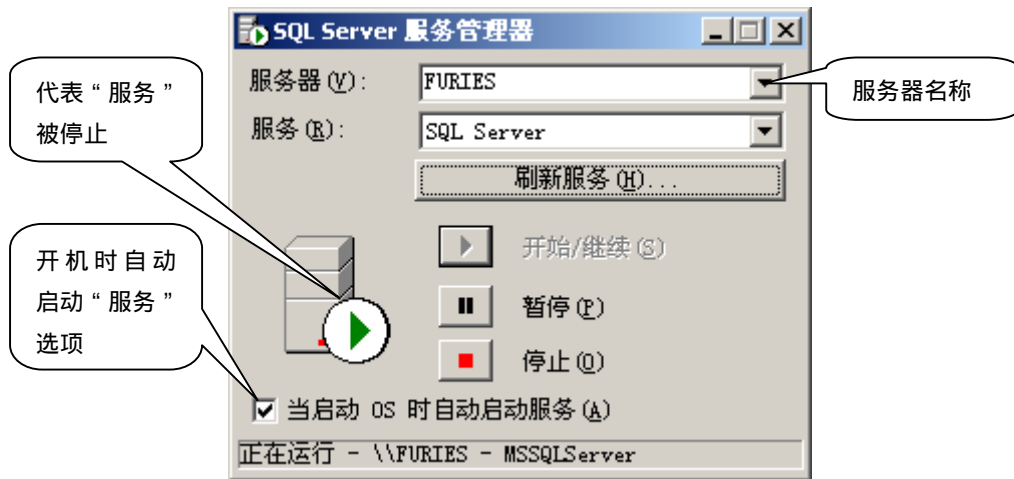 SQL Server 服务管理器
代表“服务”
被停止
服务器(V):
FURIES
服务器名称
服务(R):
SQL Server
刷新服务(H)...
开机时自动
启动“服务”
选项
开始/继续(S)
暂停(P)
停止(O)
当启动 OS 时自动启动服务(A)
正在运行 - \\FURIES - MSSQLServer